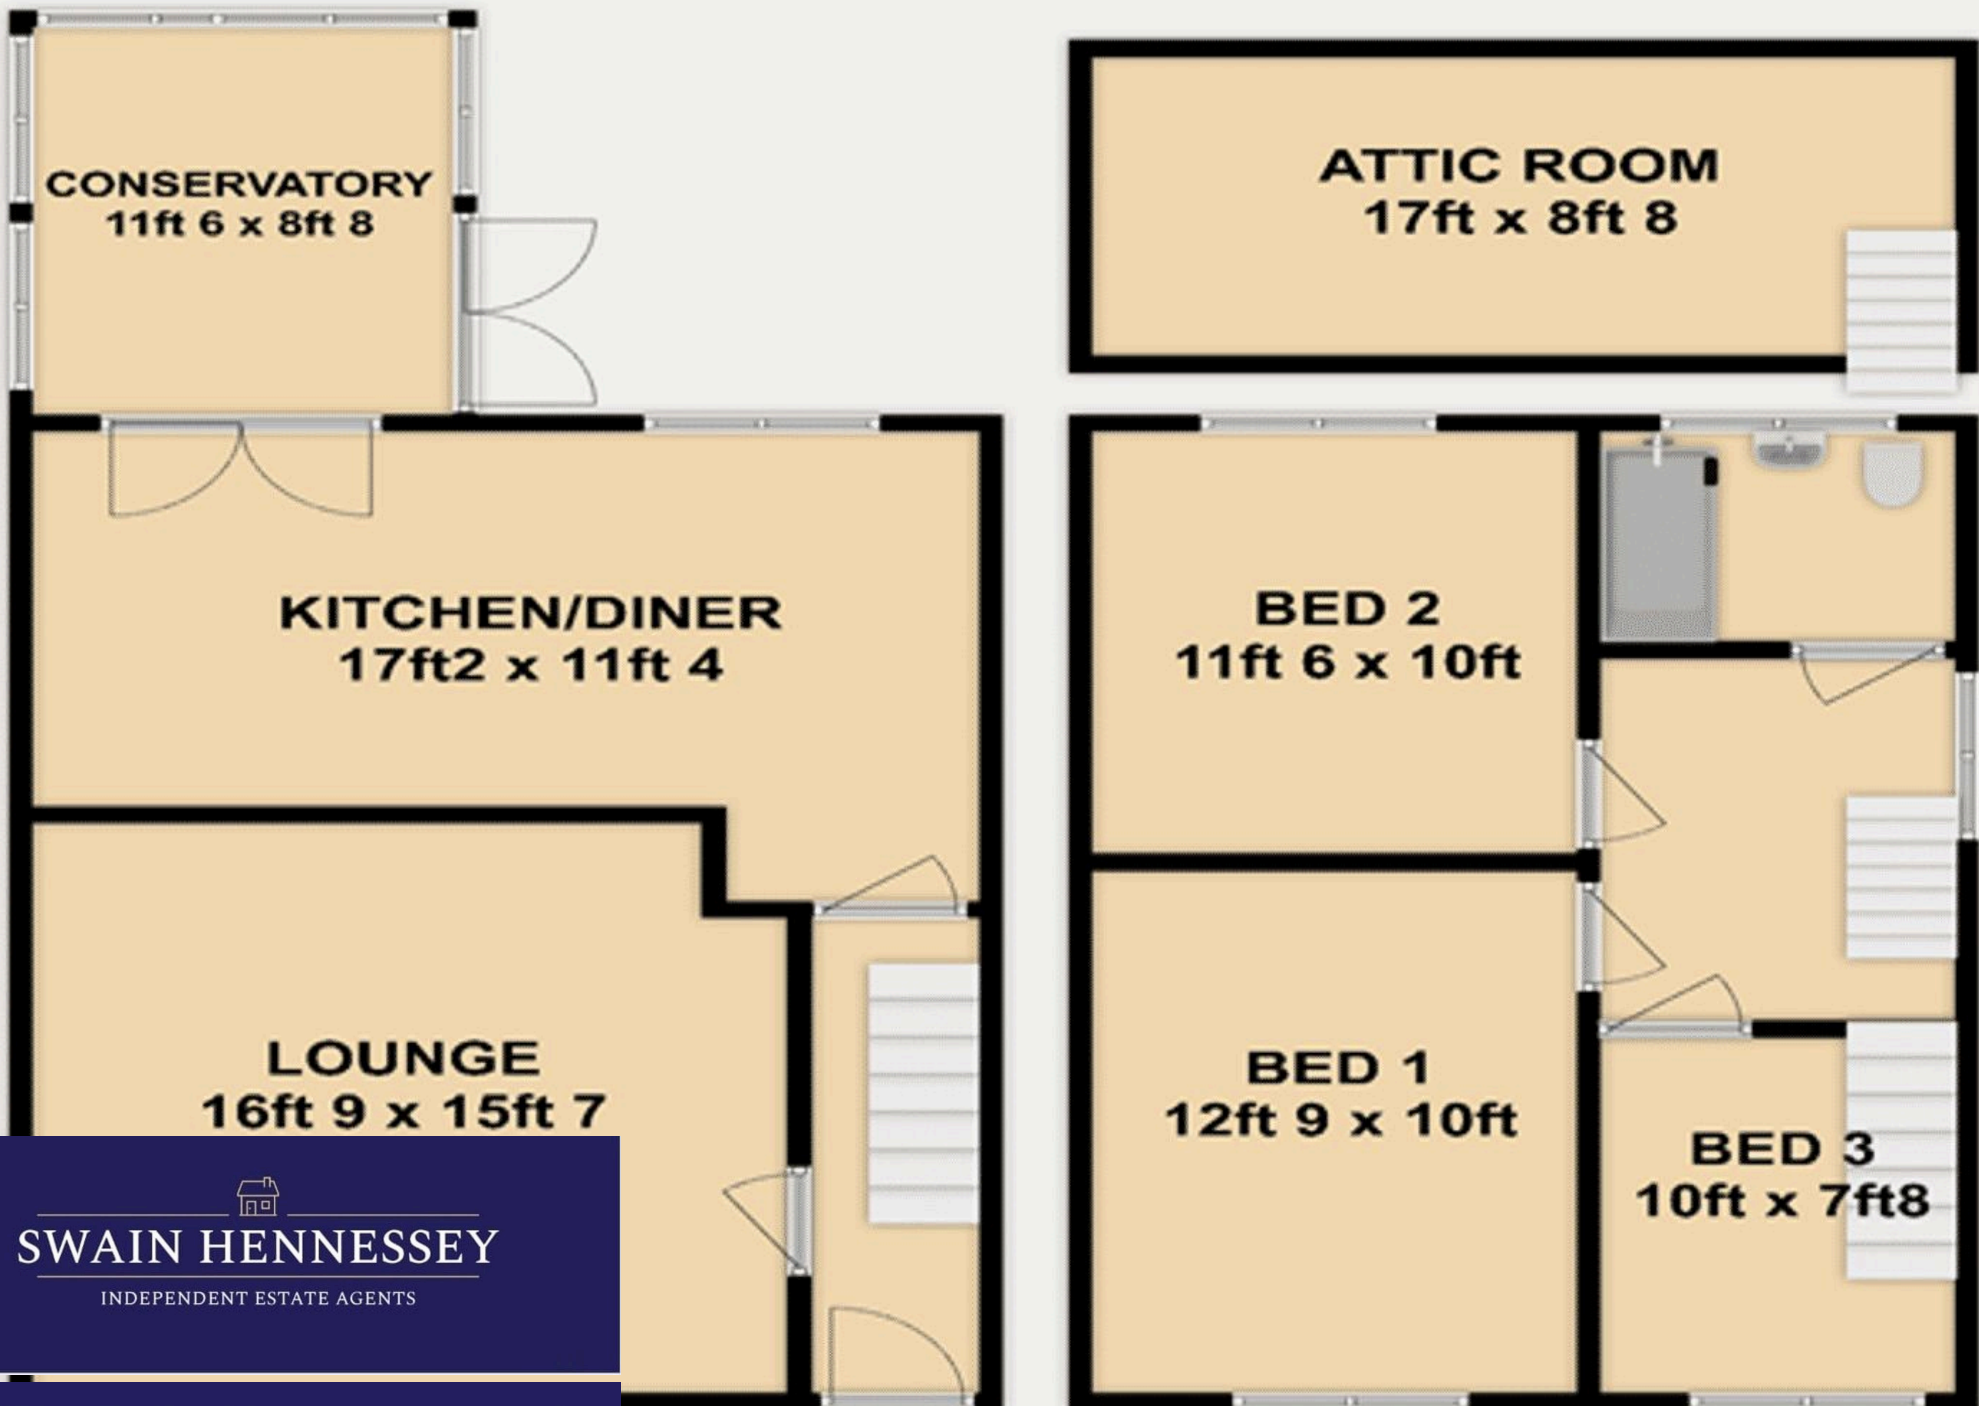 CONSERVATORY
11ft 6 x 8ft 8
ATTIC ROOM
17ft x 8ft 8
KITCHEN/DINER
17ft2 x 11ft 4
BED 2
11ft 6 x 10ft
LOUNGE
16ft 9 x 15ft 7
BED 1
12ft 9 x 10ft
BED 3
10ft x 7ft8
SWAIN HENNESSEY
INDEPENDENT ESTATE AGENTS